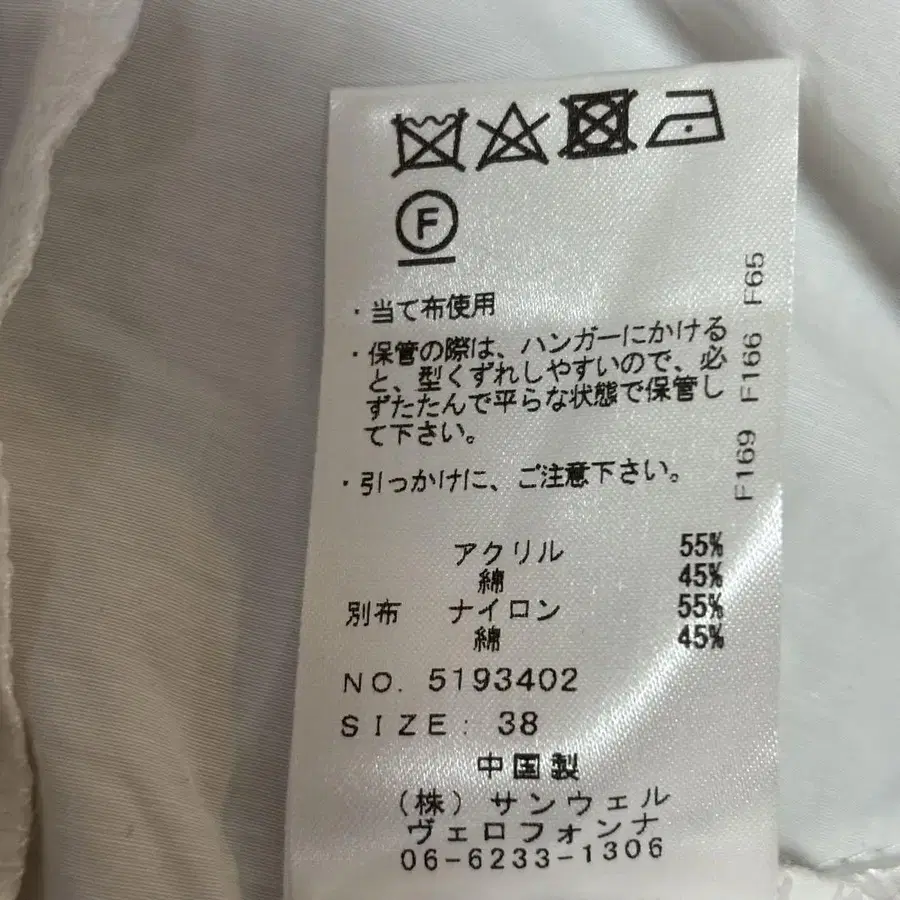 F
・当て布使用
・保管の際は、ハンガーにかける
と、型くずれしやすいので、必
ずたたんで平らな状態で保管し
て下さい。
・引っかけに、ご注意下さい。
F169 F166 F65
アクリル 55%
綿 45%
別布 ナイロン 55%
綿 45%
NO. 5193402
SIZE: 38
中国製
(株) サンウェル
ヴェロフォンナ
06-6233-1306